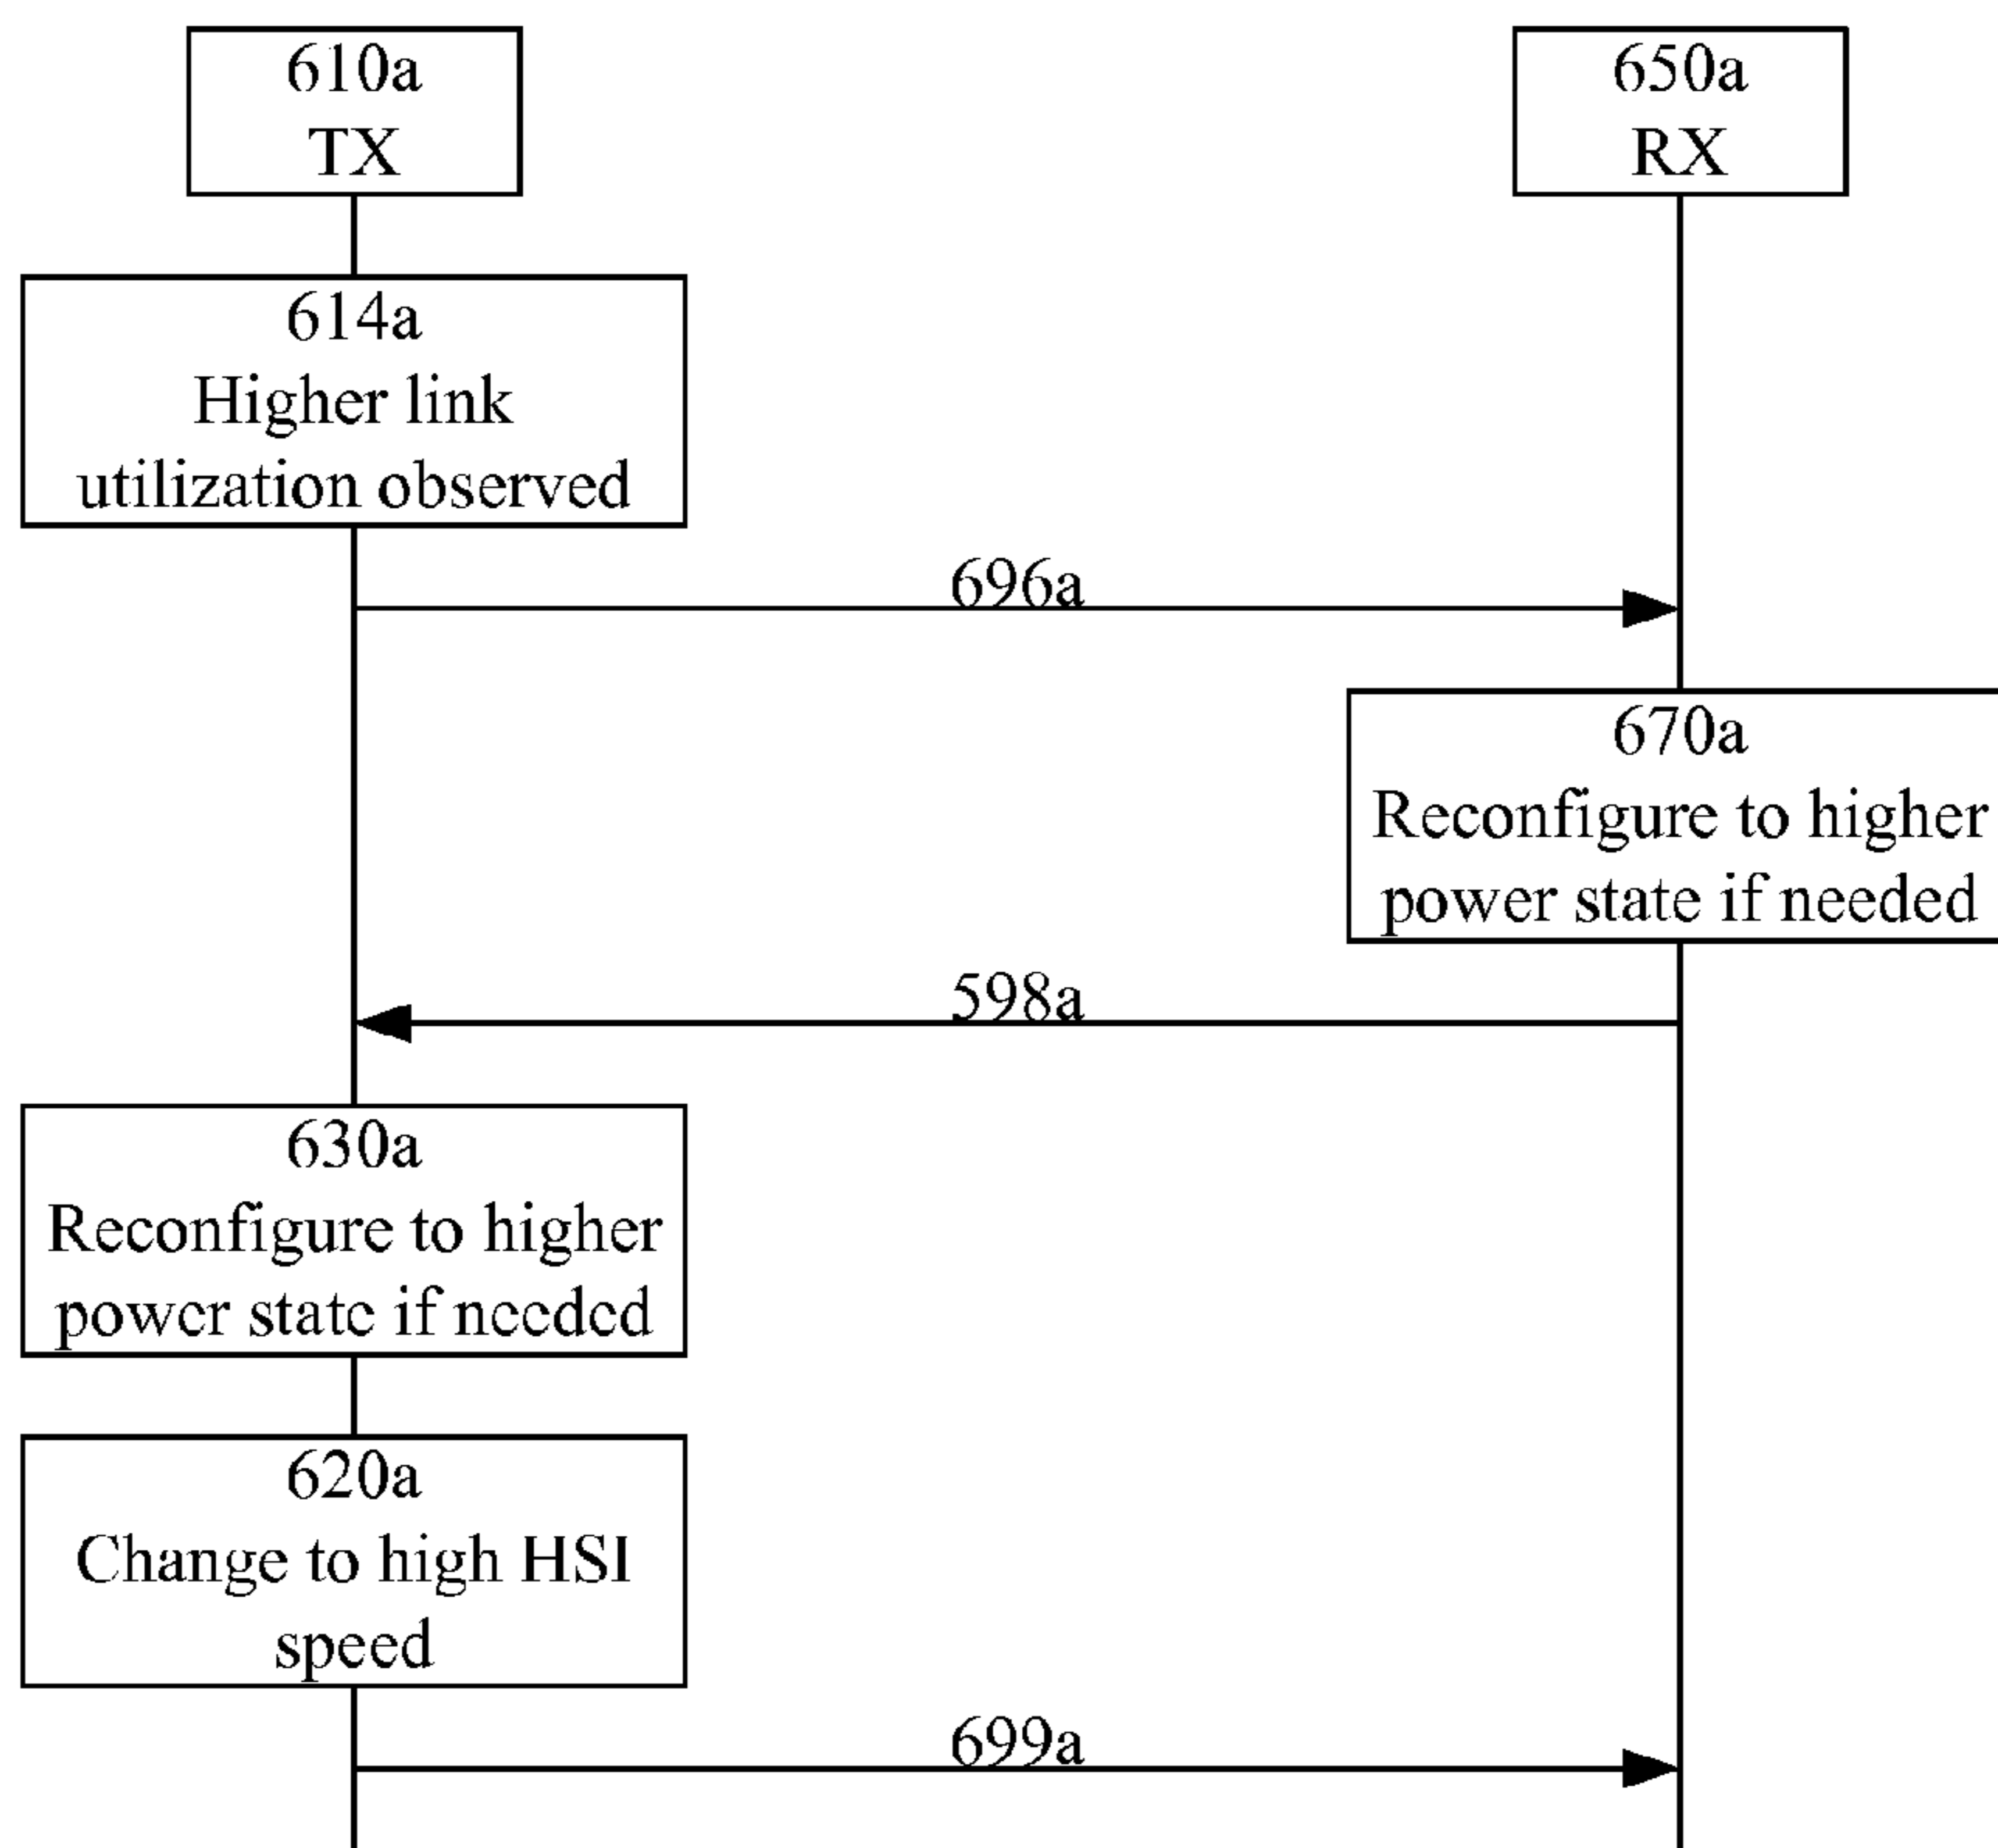 610a
TX
650a
RX
614a
Higher link
utilization observed
696a
670a
Reconfigure to higher
power state if needed
598a
630a
Reconfigure to higher
power state if needed
620a
Change to high HSI
speed
699a